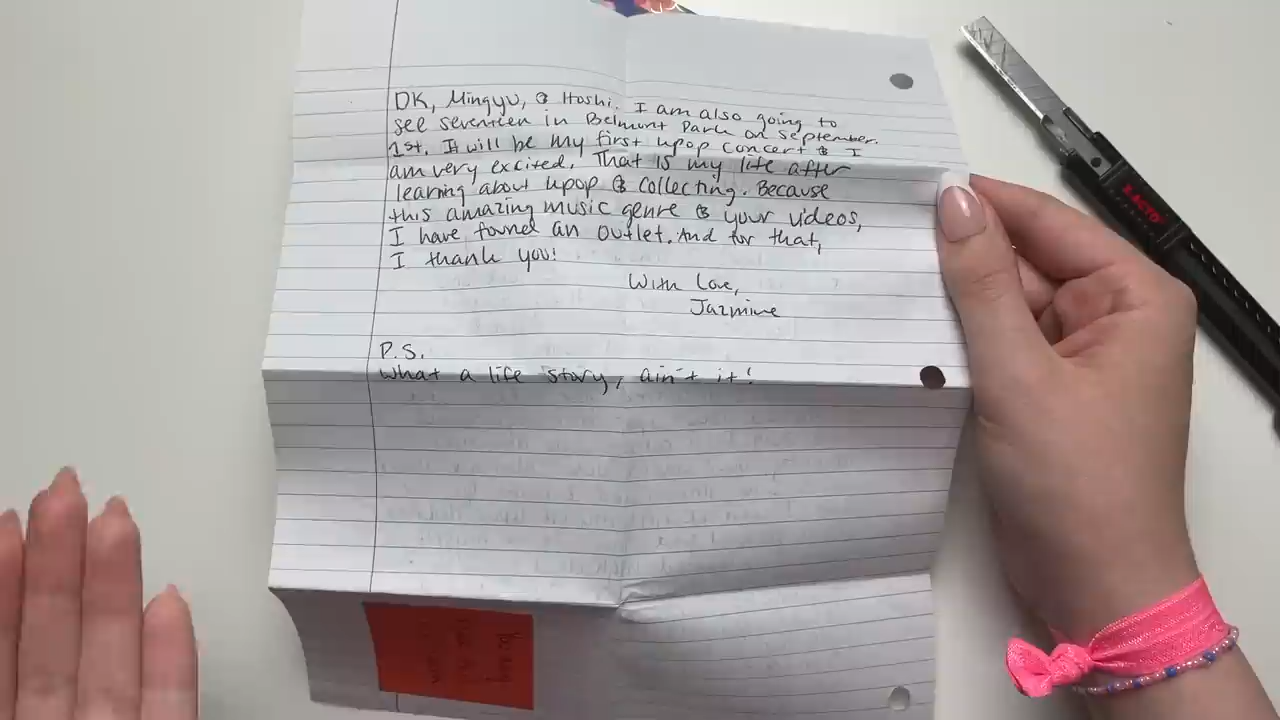 DK, Mingyu, & Hoshi. I am also going to
see seventeen in Belmont Park on September
1st. It will be my first kpop concert & I
am very excited. That is my life after
learning about kpop & collecting. Because
this amazing music genre & your videos,
I have found an outlet. And for that,
I thank you!
With Love,
Jazmine
P.S.
What a life story, ain't it!
X-ACTO